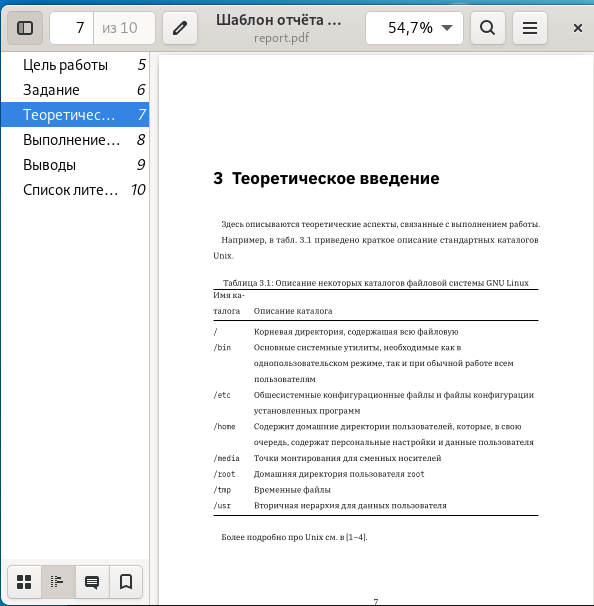 7 из 10
Шаблон отчёта ...
report.pdf
54,7%
Цель работы 5
Задание 6
Теоретичес... 7
Выполнение... 8
Выводы 9
Список лите... 10
3 Теоретическое введение
Здесь описываются теоретические аспекты, связанные с выполнением работы.
Например, в табл. 3.1 приведено краткое описание стандартных каталогов
Unix.
Таблица 3.1: Описание некоторых каталогов файловой системы GNU Linux
Имя ка-
талога Описание каталога
/ Корневая директория, содержащая всю файловую
/bin Основные системные утилиты, необходимые как в
однопользовательском режиме, так и при обычной работе всем
пользователям
/etc Общесистемные конфигурационные файлы и файлы конфигурации
установленных программ
/home Содержит домашние директории пользователей, которые, в свою
очередь, содержат персональные настройки и данные пользователя
/media Точки монтирования для сменных носителей
/root Домашняя директория пользователя root
/tmp Временные файлы
/usr Вторичная иерархия для данных пользователя
Более подробно про Unix см. в [1–4].
7